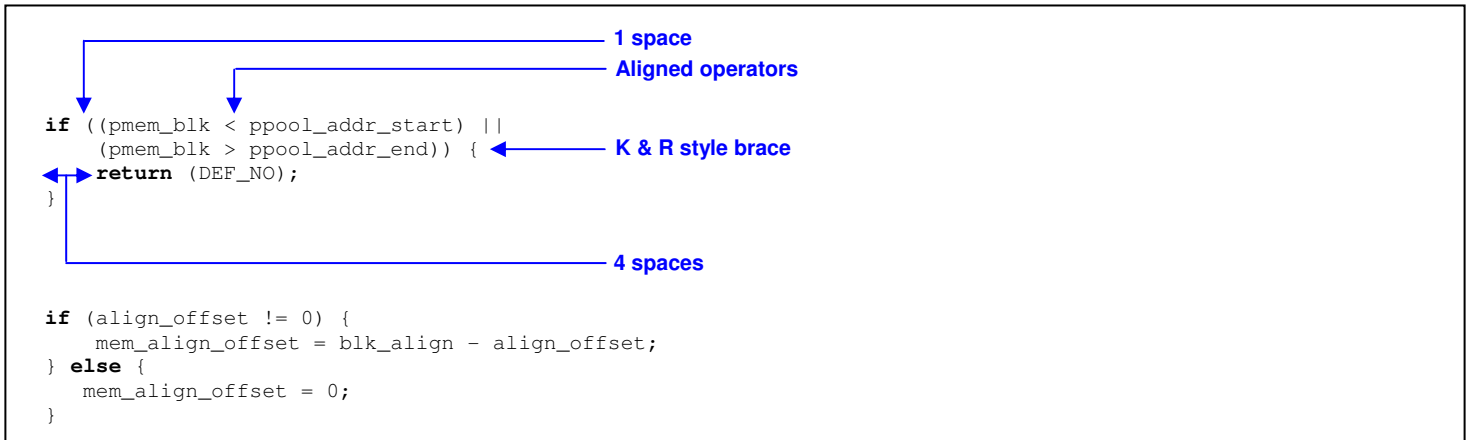 1 space
Aligned operators
if ((pmem_blk < ppool_addr_start) ||
    (pmem_blk > ppool_addr_end)) {
K & R style brace
    return (DEF_NO);
}
4 spaces
if (align_offset != 0) {
    mem_align_offset = blk_align - align_offset;
} else {
   mem_align_offset = 0;
}